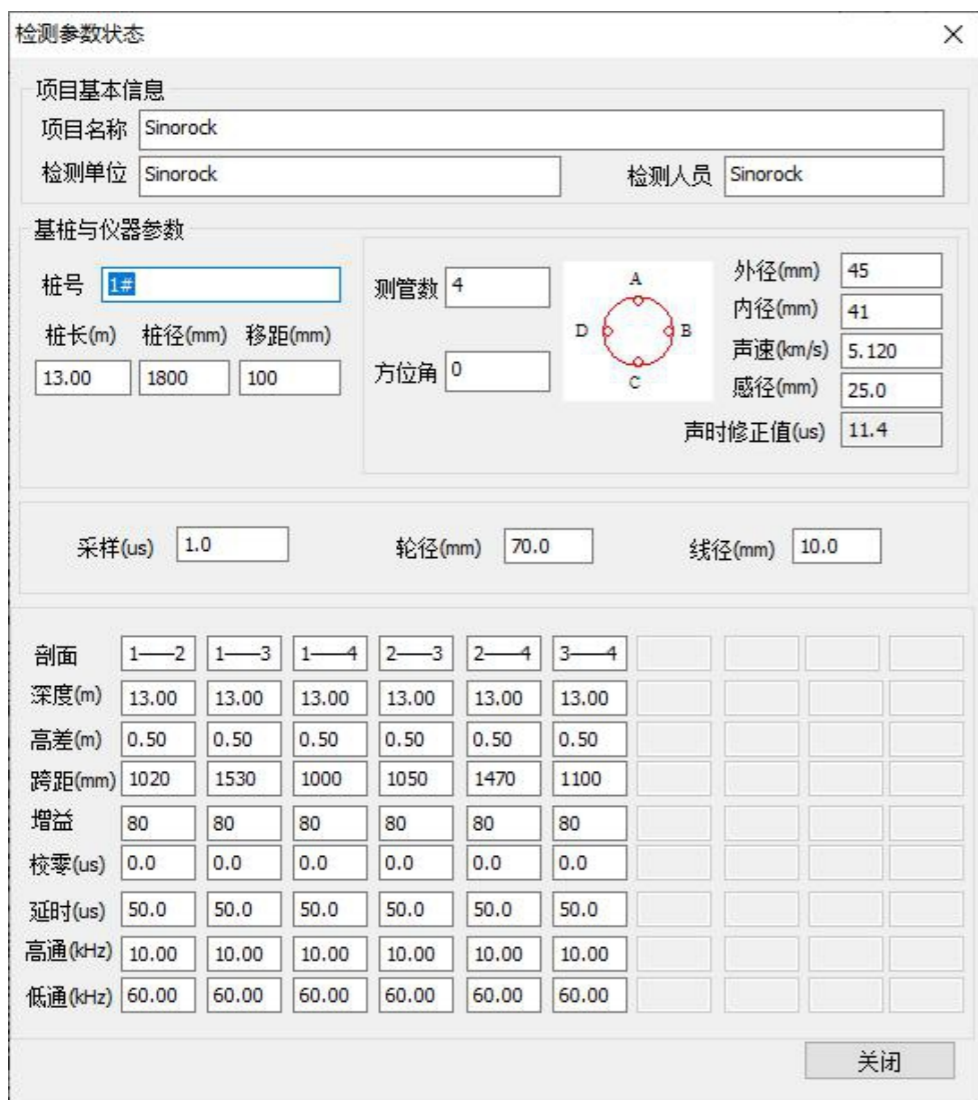 检测参数状态
项目基本信息
项目名称 Sinorock
检测单位 Sinorock 检测人员 Sinorock
基桩与仪器参数
桩号 1#
桩长(m) 桩径(mm) 移距(mm)
13.00 1800 100
测管数 4
方位角 0
A
D B
C
外径(mm) 45
内径(mm) 41
声速(km/s) 5.120
感径(mm) 25.0
声时修正值(us) 11.4
采样(us) 1.0 轮径(mm) 70.0 线径(mm) 10.0
剖面 1——2 1——3 1——4 2——3 2——4 3——4
深度(m) 13.00 13.00 13.00 13.00 13.00 13.00
高差(m) 0.50 0.50 0.50 0.50 0.50 0.50
跨距(mm) 1020 1530 1000 1050 1470 1100
增益 80 80 80 80 80 80
校零(us) 0.0 0.0 0.0 0.0 0.0 0.0
延时(us) 50.0 50.0 50.0 50.0 50.0 50.0
高通(kHz) 10.00 10.00 10.00 10.00 10.00 10.00
低通(kHz) 60.00 60.00 60.00 60.00 60.00 60.00
关闭